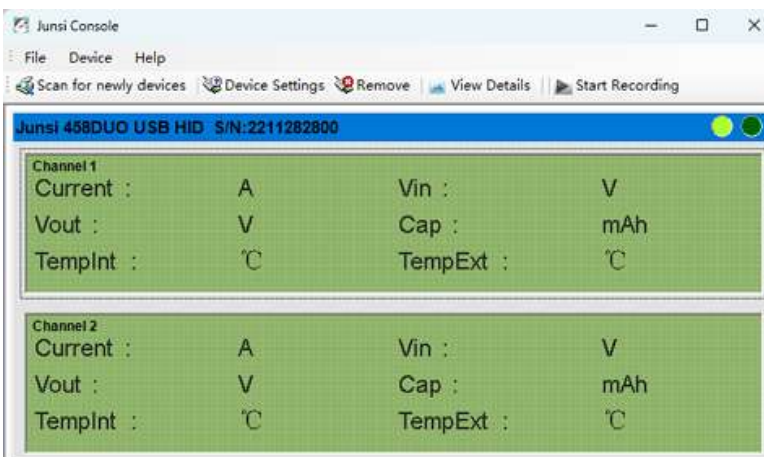 Junsi Console
File Device Help
Scan for newly devices Device Settings Remove View Details Start Recording
Junsi 458DUO USB HID S/N:2211282800
Channel 1
Current : A Vin : V
Vout : V Cap : mAh
TempInt : ℃ TempExt : ℃
Channel 2
Current : A Vin : V
Vout : V Cap : mAh
TempInt : ℃ TempExt : ℃